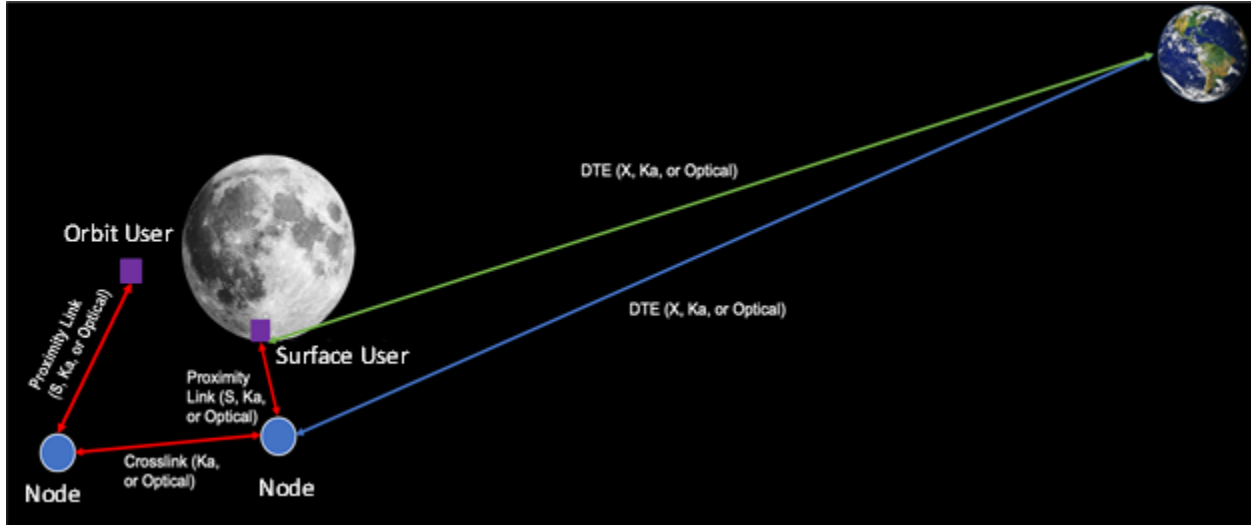 DTE (X, Ka, or Optical)
Orbit User
Proximity Link
(S, Ka, or Optical)
DTE (X, Ka, or Optical)
Surface User
Proximity
Link (S, Ka,
or Optical)
Crosslink (Ka,
or Optical)
Node
Node